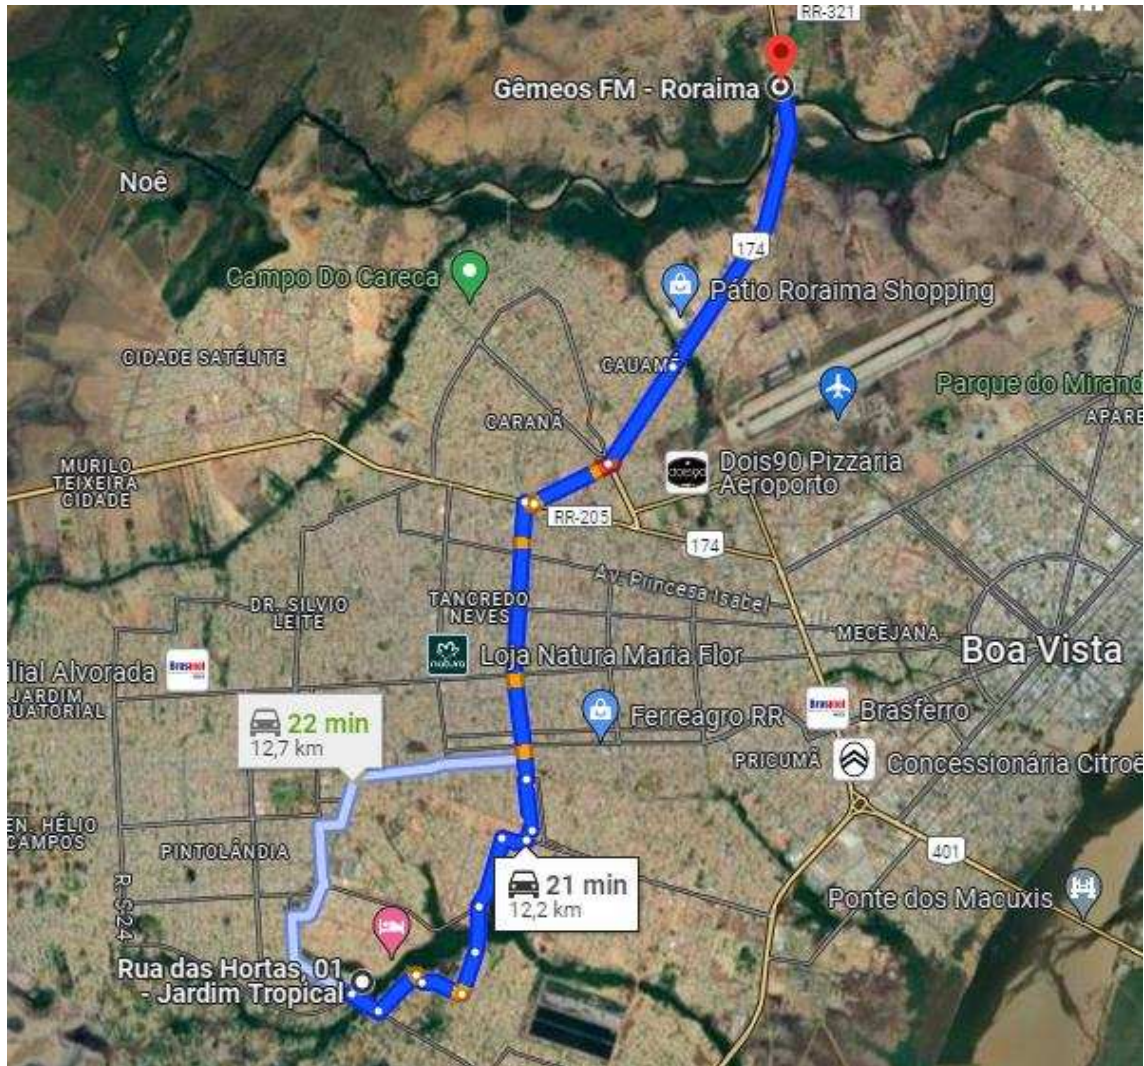 RR-321
Gêmeos FM - Roraima
Noê
174
Campo Do Careca
Pátio Roraima Shopping
CIDADE SATÉLITE
CAUAMÉ
Parque do Mirand
APARE
CARANÃ
MURILO
TEIXEIRA
CIDADE
Dois90 Pizzaria
Aeroporto
dois90
RR-205
174
Av. Princesa Isabel
DR. SILVIO
LEITE
TANCREDO
NEVES
MECEJANA
Boa Vista
natura
Loja Natura Maria Flor
ilial Alvorada
JARDIM
QUATORIAL
22 min
12,7 km
Ferreagro RR
Brasferro
PRICUMÃ
Concessionária Citroë
EN. HÉLIO
CAMPOS
PINTOLÂNDIA
401
R. S24
21 min
12,2 km
Ponte dos Macuxis
Rua das Hortas, 01
- Jardim Tropical